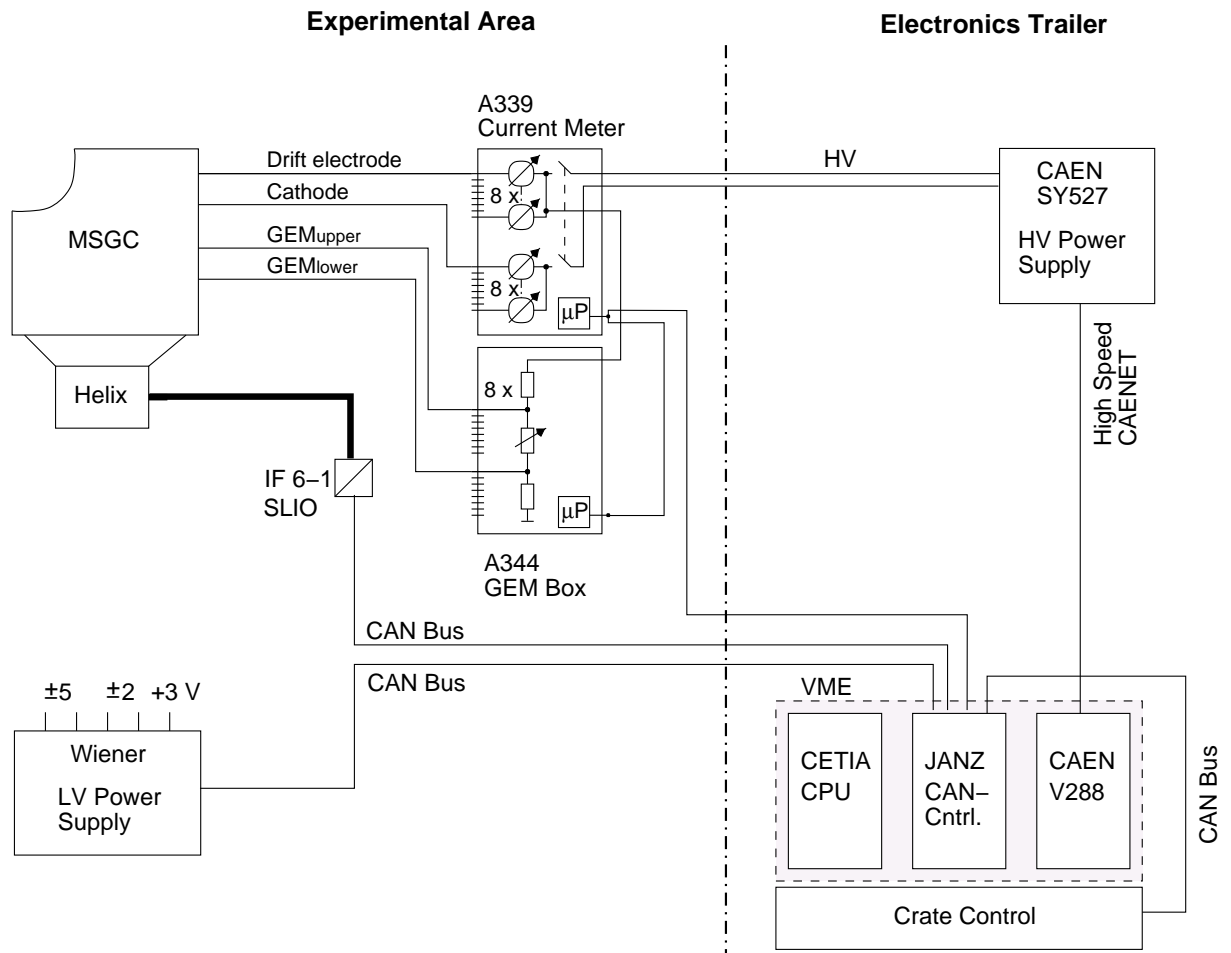 Experimental Area
Electronics Trailer
A339
Current Meter
Drift electrode
Cathode
GEMupper
GEMlower
MSGC
Helix
8 x
8 x
μP
HV
CAEN
SY527
HV Power
Supply
High Speed
CAENET
8 x
μP
A344
GEM Box
IF 6−1
SLIO
CAN Bus
CAN Bus
±5 ±2 +3 V
Wiener
LV Power
Supply
VME
CETIA
CPU
JANZ
CAN−
Cntrl.
CAEN
V288
CAN Bus
Crate Control